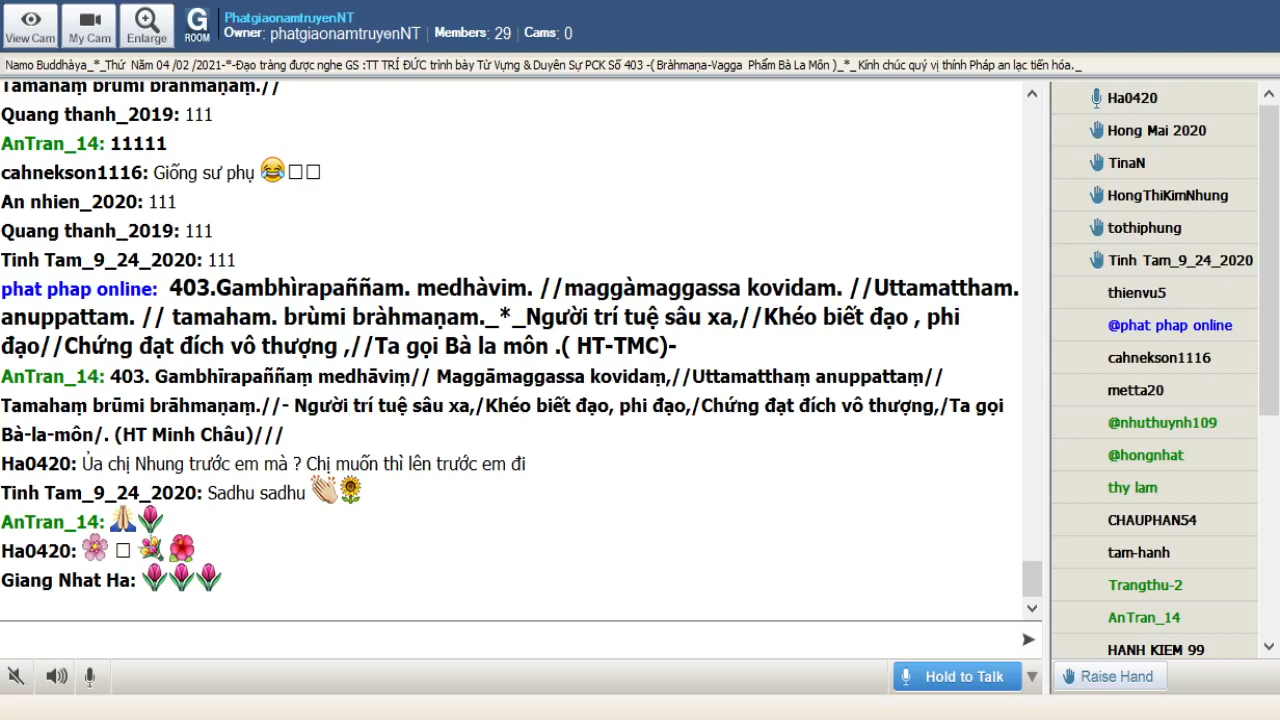 View Cam
My Cam
Enlarge
G
ROOM
PhatgiaonamtruyenNT
Owner: phatgiaonamtruyenNT | Members: 29 | Cams: 0
Namo Buddhàya_*_Thứ Năm 04 /02 /2021-*-Đạo tràng được nghe GS :TT TRÍ ĐỨC trình bày Từ Vựng & Duyên Sự PCK Số 403 -( Bràhmaṇa-Vagga Phẩm Bà La Môn )_*_ Kính chúc quý vị thính Pháp an lạc tiến hóa._
Tamahaṃ brūmi brāhmaṇaṃ.//
Quang thanh_2019: 111
AnTran_14: 11111
cahnekson1116: Giống sư phụ 😂□□
An nhien_2020: 111
Quang thanh_2019: 111
Tinh Tam_9_24_2020: 111
phat phap online: 403.Gambhìrapaññam. medhàvim. //maggàmaggassa kovidam. //Uttamattham.
anuppattam. // tamaham. brùmi bràhmaṇam._*_Người trí tuệ sâu xa,//Khéo biết đạo , phi
đạo//Chứng đạt đích vô thượng ,//Ta gọi Bà la môn .( HT-TMC)-
AnTran_14: 403. Gambhīrapaññaṃ medhāviṃ// Maggāmaggassa kovidaṃ,//Uttamatthaṃ anuppattaṃ//
Tamahaṃ brūmi brāhmaṇaṃ.//- Người trí tuệ sâu xa,/Khéo biết đạo, phi đạo,/Chứng đạt đích vô thượng,/Ta gọi
Bà-la-môn/. (HT Minh Châu)///
Ha0420: Ủa chị Nhung trước em mà ? Chị muốn thì lên trước em đi
Tinh Tam_9_24_2020: Sadhu sadhu 👏🌻
AnTran_14: 🙏🌷
Ha0420: 🌸 □ 💐🌺
Giang Nhat Ha: 🌷🌷🌷
Hold to Talk
Ha0420
Hong Mai 2020
TinaN
HongThiKimNhung
tothiphung
Tinh Tam_9_24_2020
thienvu5
@phat phap online
cahnekson1116
metta20
@nhuthuynh109
@hongnhat
thy lam
CHAUPHAN54
tam-hanh
Trangthu-2
AnTran_14
HANH KIEM 99
Raise Hand